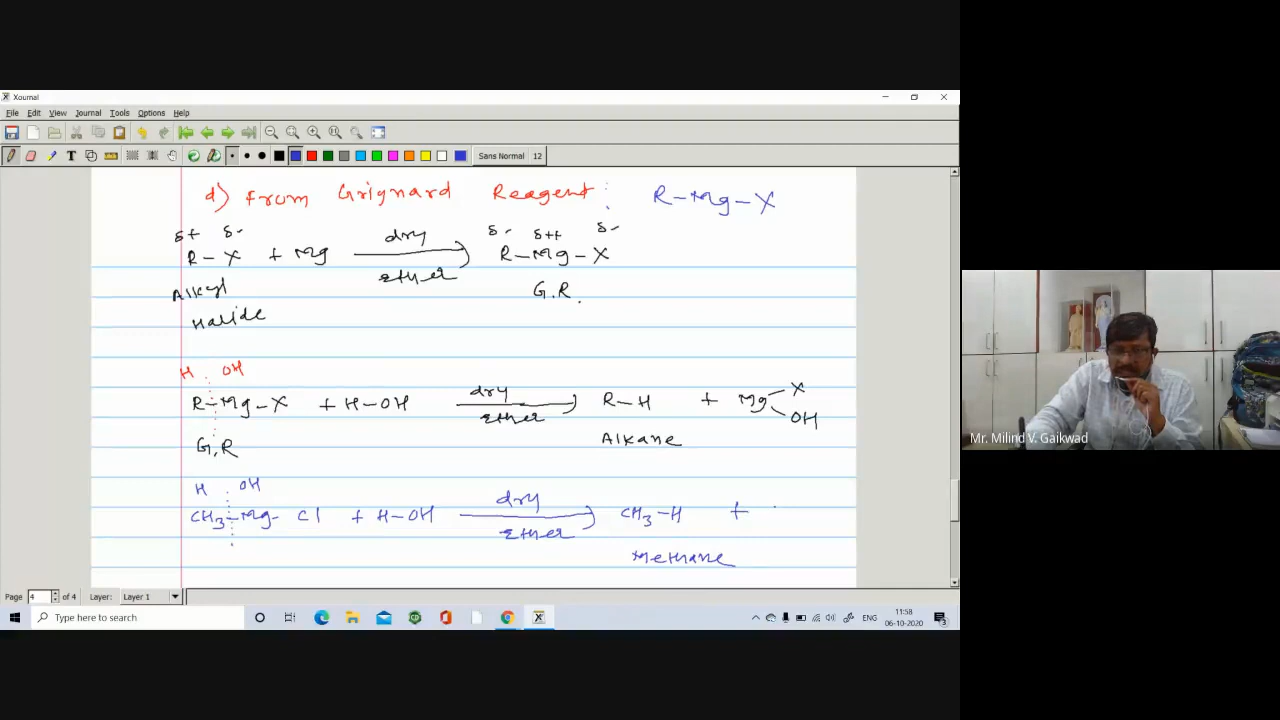 Xournal
File Edit View Journal Tools Options Help
Sans Normal 12
d) From Grignard Reagent : R-Mg-X
δ+ δ- dry δ- δ++ δ-
R-X + Mg Ether R-Mg-X
Alkyl G.R.
Halide
H OH
R-Mg-X + H-OH dry Ether R-H + Mg X OH
G.R Alkane
H OH
CH3-Mg- Cl + H-OH dry Ether CH3-H +
Methane
Mr. Milind V. Gaikwad
Page 4 of 4 Layer: Layer 1
Type here to search
ENG 11:58
06-10-2020
3